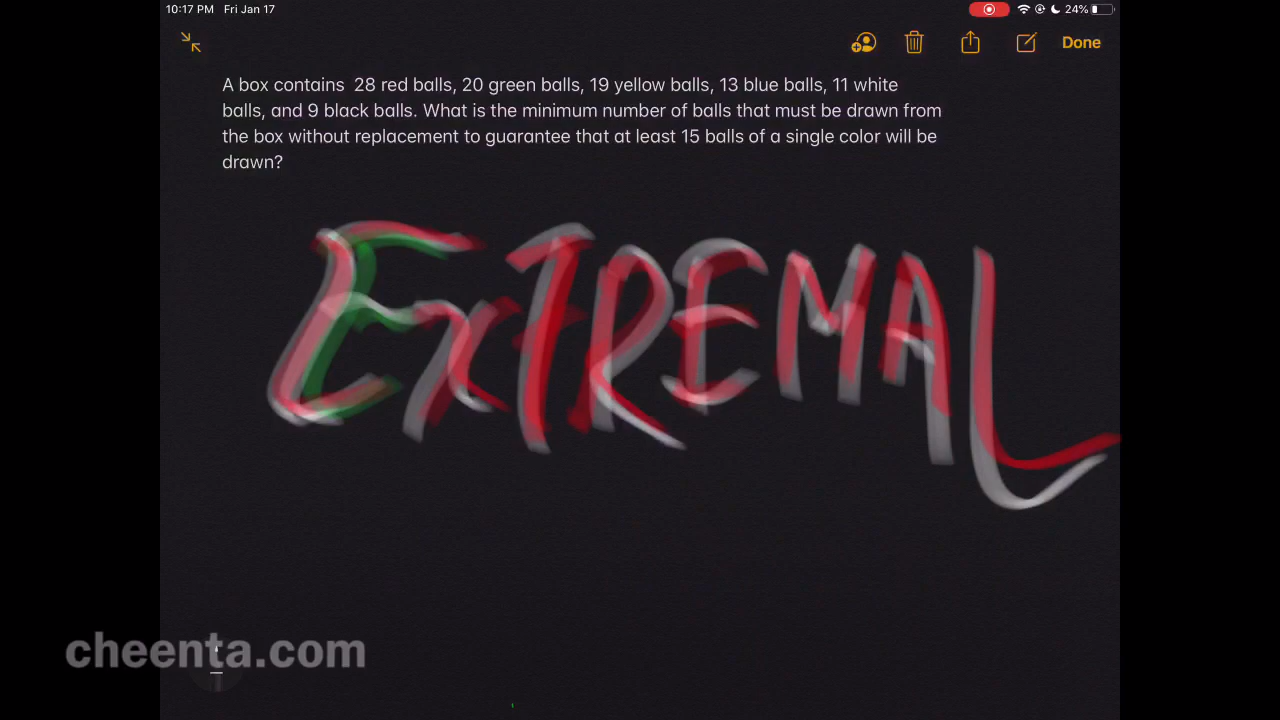 10:17 PM Fri Jan 17
24%
Done
A box contains 28 red balls, 20 green balls, 19 yellow balls, 13 blue balls, 11 white
balls, and 9 black balls. What is the minimum number of balls that must be drawn from
the box without replacement to guarantee that at least 15 balls of a single color will be
drawn?
ExTREMAL
cheenta.com